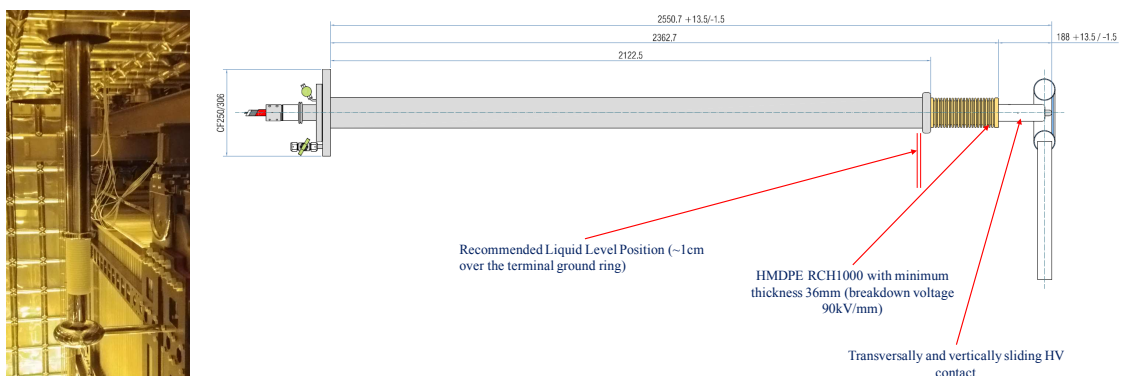 2550.7 +13.5/-1.5
2362.7
188 +13.5 / -1.5
2122.5
CF250/306
Recommended Liquid Level Position (~1cm
over the terminal ground ring)
HMDPE RCH1000 with minimum
thickness 36mm (breakdown voltage
90kV/mm)
Transversally and vertically sliding HV
contact